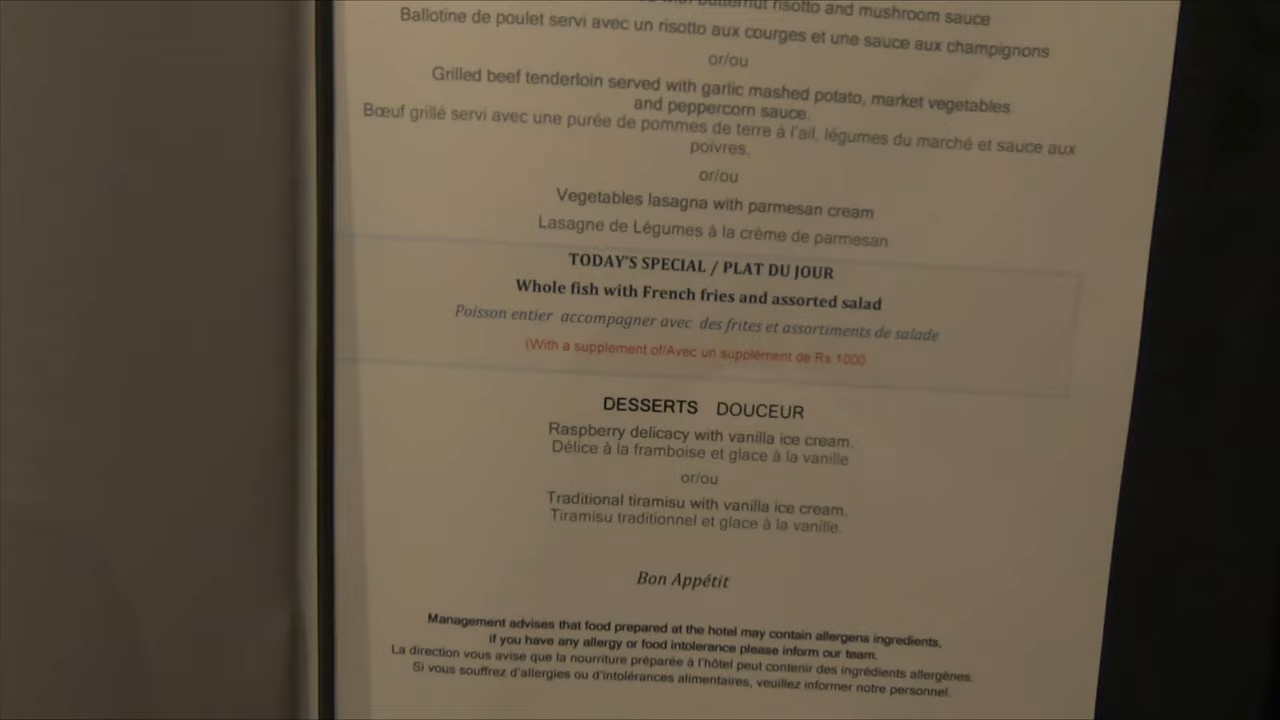 butternut risotto and mushroom sauce
Ballotine de poulet servi avec un risotto aux courges et une sauce aux champignons
or/ou
Grilled beef tenderloin served with garlic mashed potato, market vegetables
and peppercorn sauce.
Bœuf grillé servi avec une purée de pommes de terre à l'ail, légumes du marché et sauce aux
poivres.
or/ou
Vegetables lasagna with parmesan cream
Lasagne de Légumes à la crème de parmesan
TODAY'S SPECIAL / PLAT DU JOUR
Whole fish with French fries and assorted salad
Poisson entier accompagner avec des frites et assortiments de salade
(With a supplement of/Avec un supplément de Rs 1000
DESSERTS DOUCEUR
Raspberry delicacy with vanilla ice cream.
Délice à la framboise et glace à la vanille
or/ou
Traditional tiramisu with vanilla ice cream.
Tiramisu traditionnel et glace à la vanille.
Bon Appétit
Management advises that food prepared at the hotel may contain allergens ingredients,
if you have any allergy or food intolerance please inform our team.
La direction vous avise que la nourriture préparée à l'hôtel peut contenir des ingrédients allergènes.
Si vous souffrez d'allergies ou d'intolérances alimentaires, veuillez informer notre personnel.